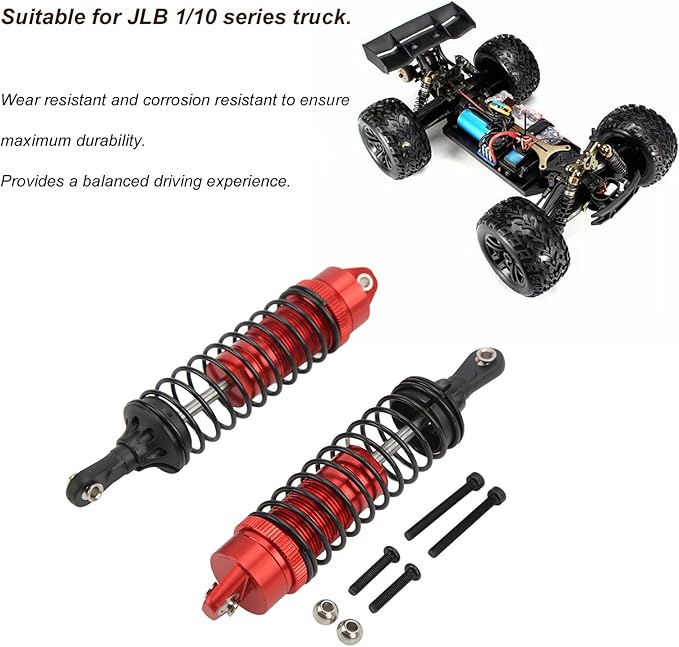 Suitable for JLB 1/10 series truck.
Wear resistant and corrosion resistant to ensure
maximum durability.
Provides a balanced driving experience.